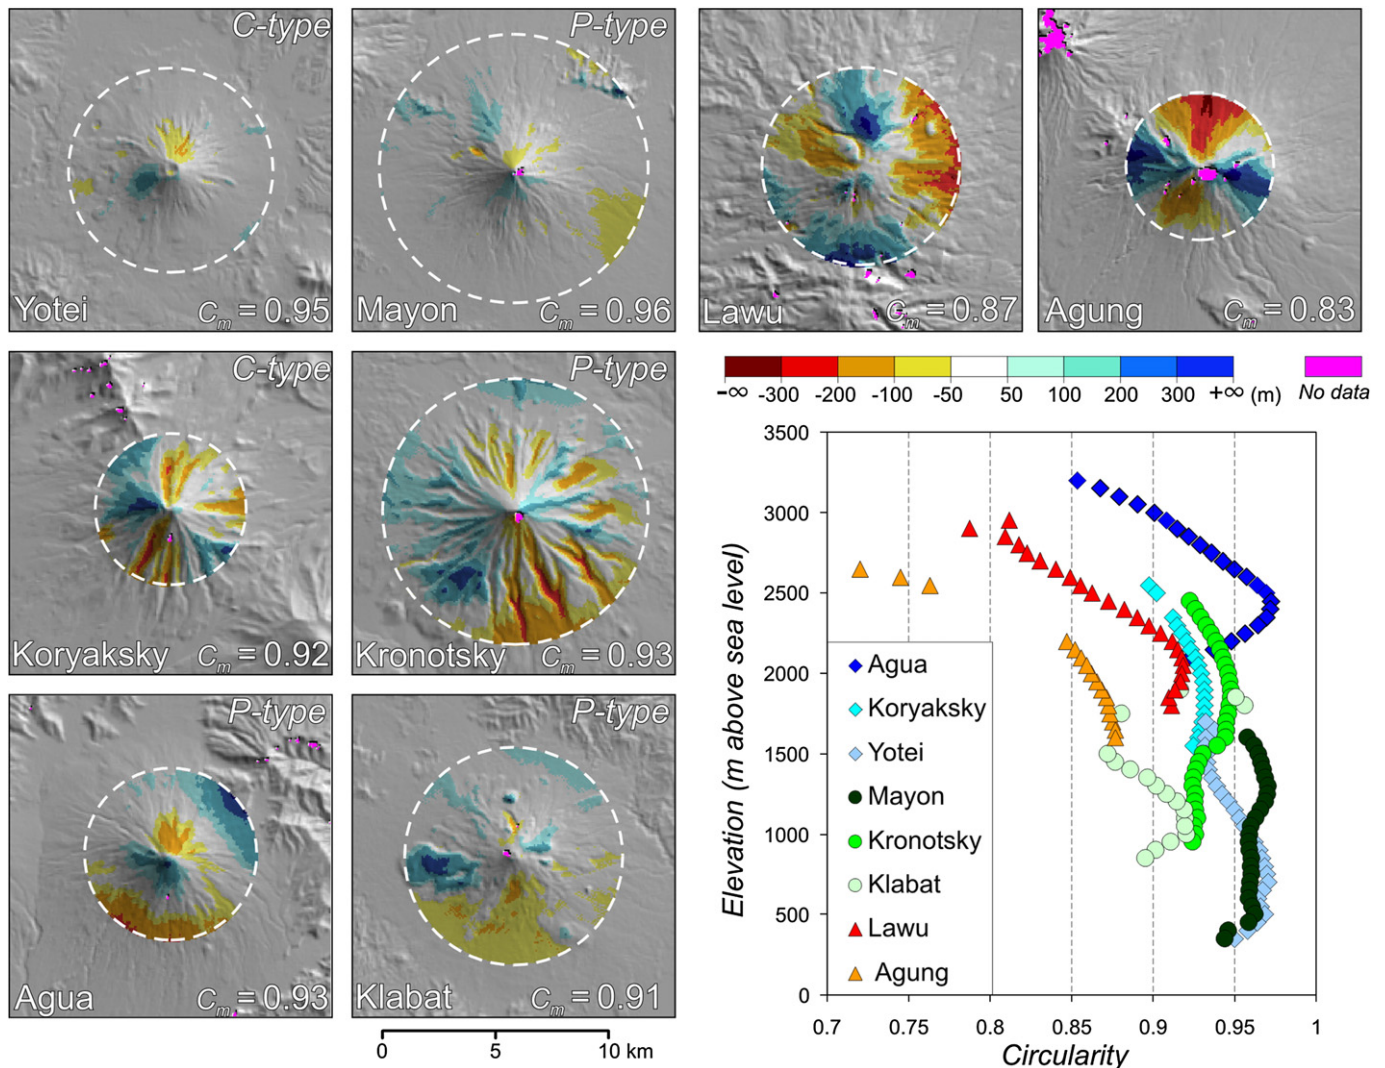 C-type
Yotei
Cm = 0.95
P-type
Mayon
Cm = 0.96
Lawu
Cm = 0.87
Agung
Cm = 0.83
C-type
Koryaksky
Cm = 0.92
P-type
Kronotsky
Cm = 0.93
-∞ -300 -200 -100 -50 50 100 200 300 +∞ (m) No data
P-type
Agua
Cm = 0.93
P-type
Klabat
Cm = 0.91
0 5 10 km
Elevation (m above sea level)
3500
3000
2500
2000
1500
1000
500
0
Agua
Koryaksky
Yotei
Mayon
Kronotsky
Klabat
Lawu
Agung
0.7 0.75 0.8 0.85 0.9 0.95 1
Circularity